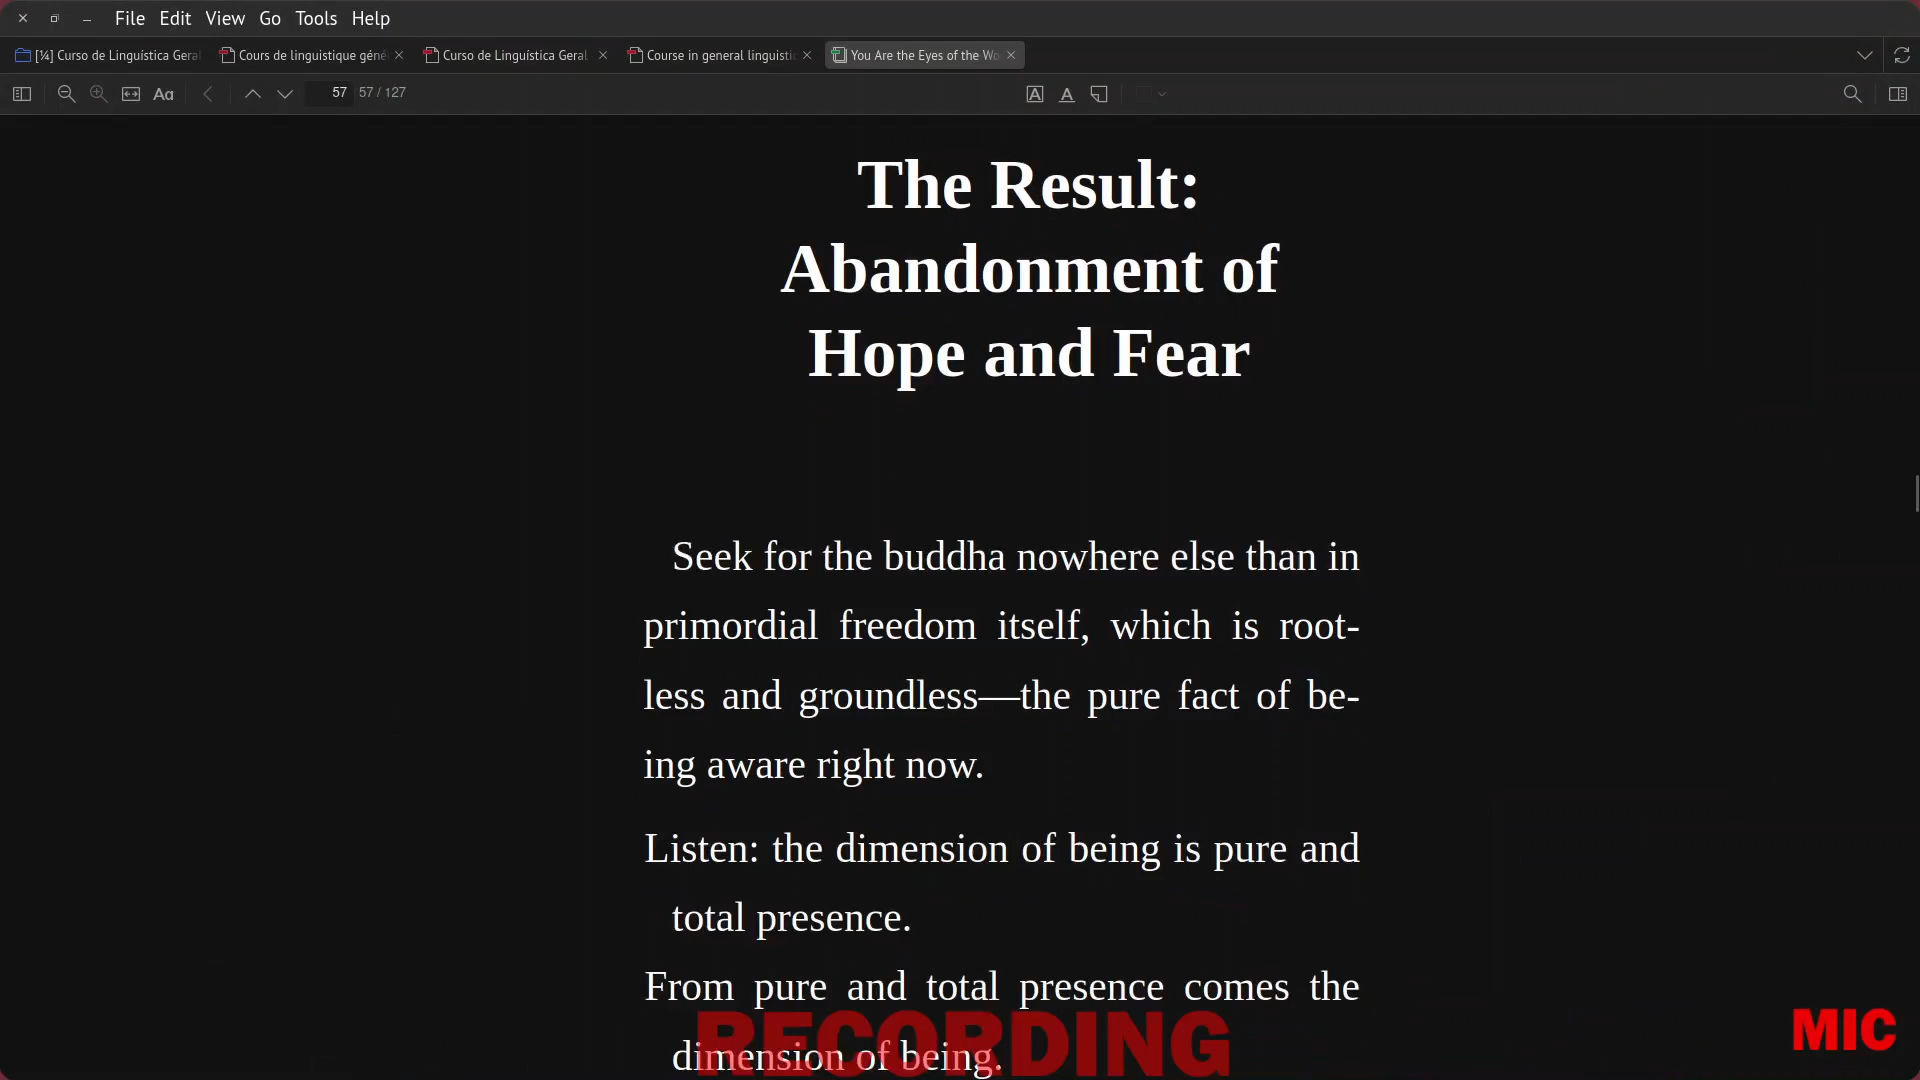 File Edit View Go Tools Help
[¼] Curso de Linguística Geral
Cours de linguistique géné
Curso de Linguística Geral
Course in general linguistic
You Are the Eyes of the Wo
Aa
57 57 / 127
A A
The Result:
Abandonment of
Hope and Fear
Seek for the buddha nowhere else than in
primordial freedom itself, which is root-
less and groundless—the pure fact of be-
ing aware right now.
Listen: the dimension of being is pure and
total presence.
From pure and total presence comes the
dimension of being.
RECORDING
MIC